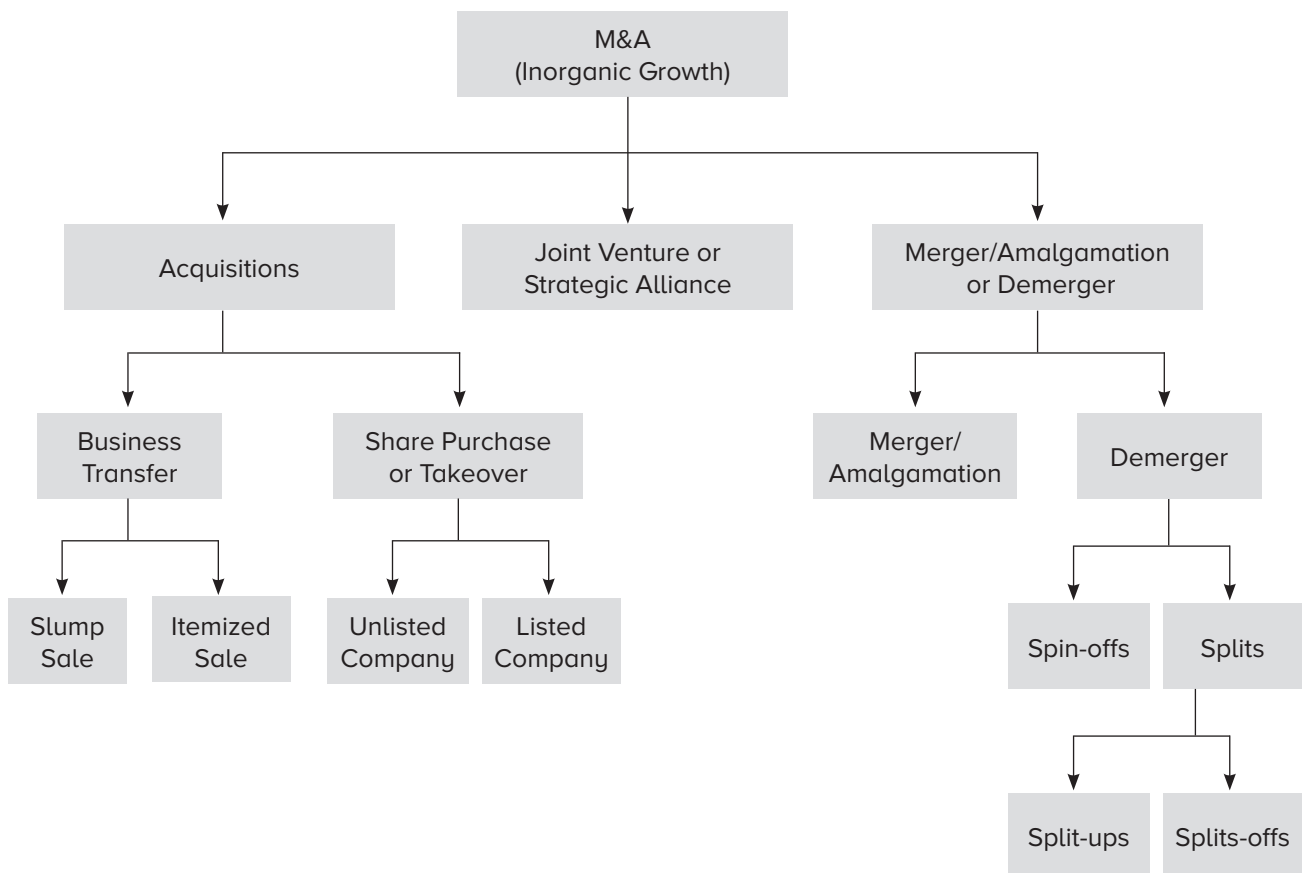 M&A
(Inorganic Growth)
Acquisitions
Joint Venture or
Strategic Alliance
Merger/Amalgamation
or Demerger
Business
Transfer
Share Purchase
or Takeover
Merger/
Amalgamation
Demerger
Slump
Sale
Itemized
Sale
Unlisted
Company
Listed
Company
Spin-offs
Splits
Split-ups
Splits-offs